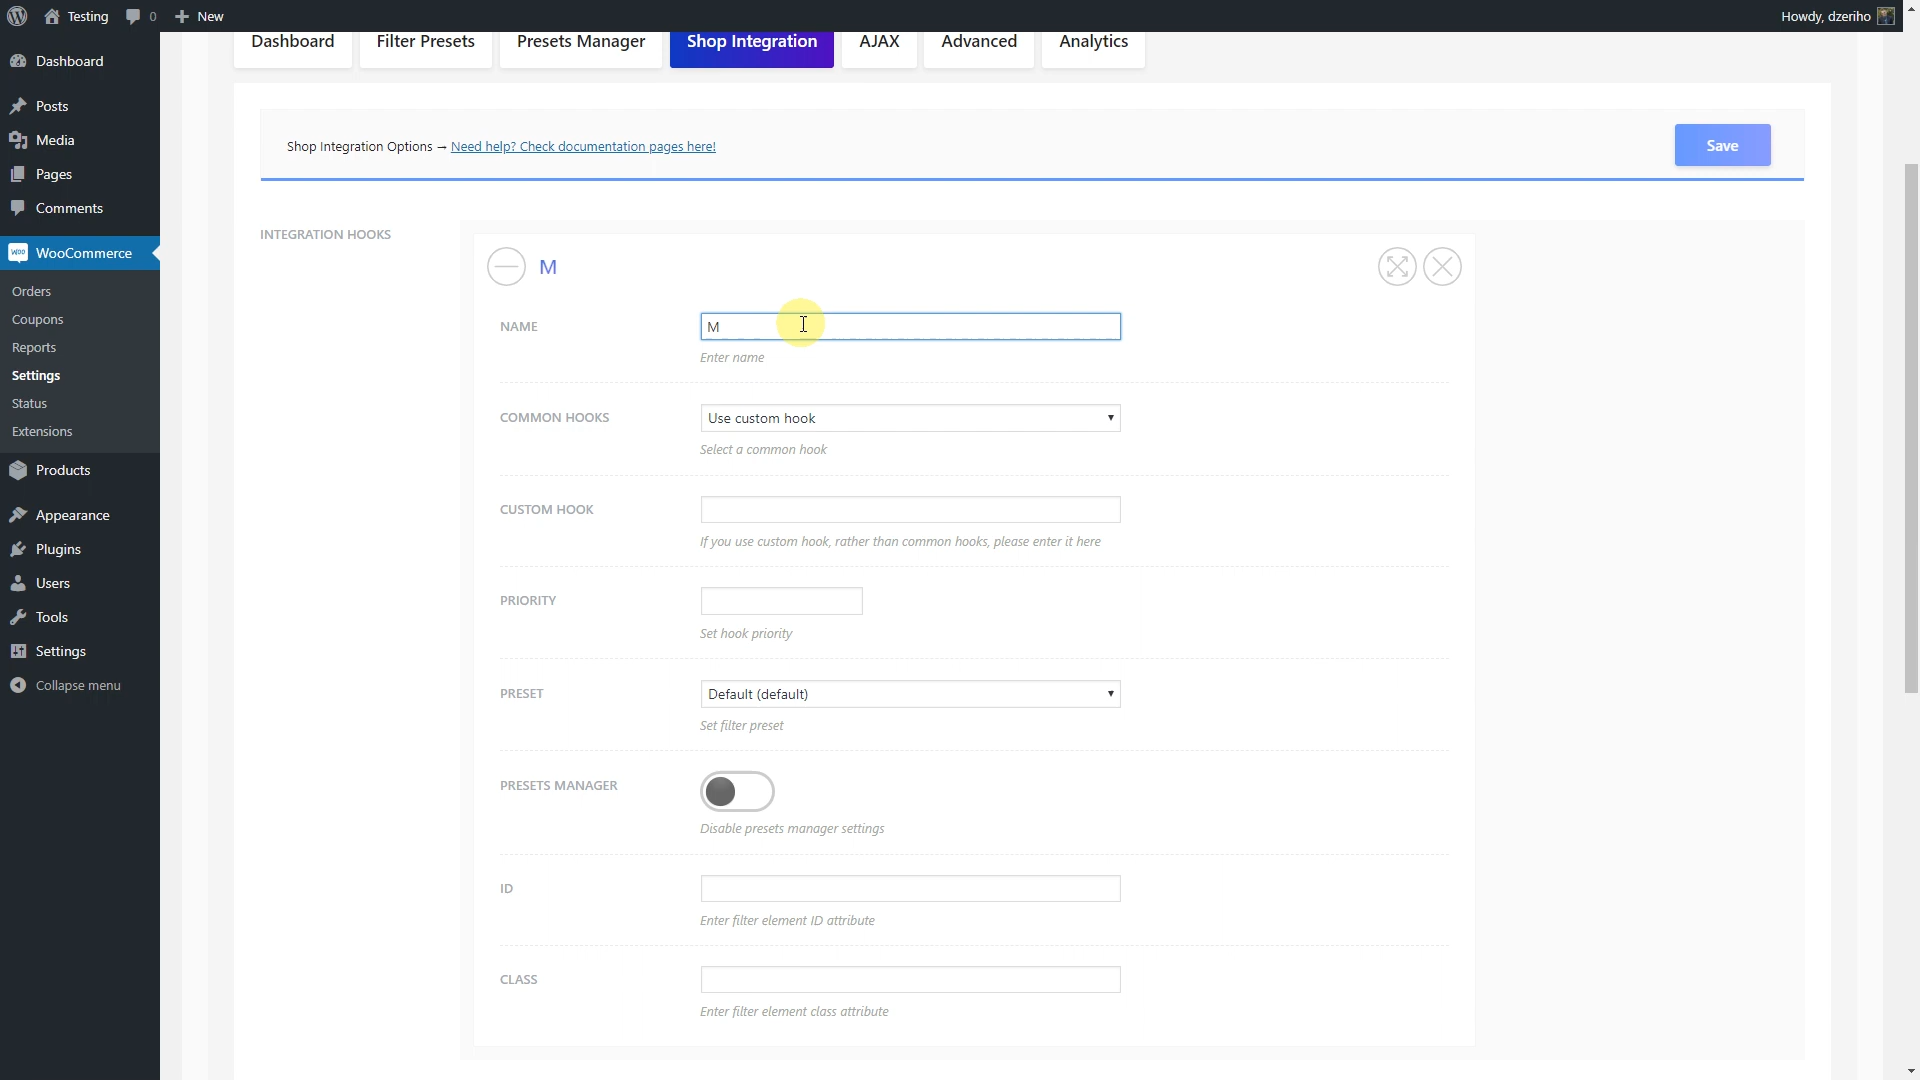 Testing 0 New Howdy, dzeriho
Dashboard Filter Presets Presets Manager Shop Integration AJAX Advanced Analytics
Dashboard
Posts
Media
Pages
Comments
WOO WooCommerce
Orders
Coupons
Reports
Settings
Status
Extensions
Products
Appearance
Plugins
Users
Tools
Settings
Collapse menu
Shop Integration Options → Need help? Check documentation pages here! Save
INTEGRATION HOOKS
M
NAME M
Enter name
COMMON HOOKS Use custom hook
Select a common hook
CUSTOM HOOK
If you use custom hook, rather than common hooks, please enter it here
PRIORITY
Set hook priority
PRESET Default (default)
Set filter preset
PRESETS MANAGER
Disable presets manager settings
ID
Enter filter element ID attribute
CLASS
Enter filter element class attribute